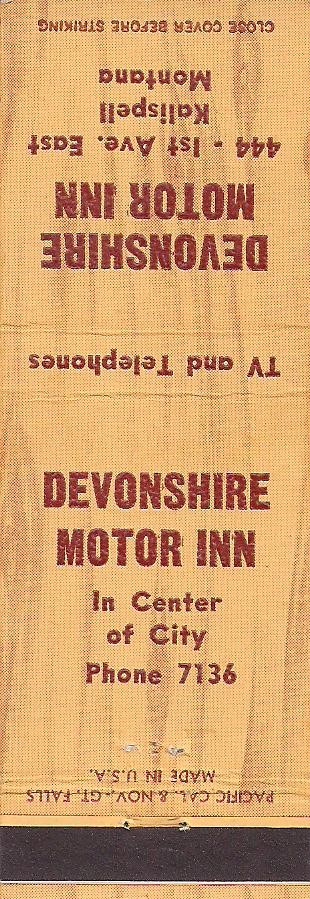 CLOSE COVER BEFORE STRIKING
444 - 1st Ave. East
Kalispell
Montana
DEVONSHIRE
MOTOR INN
TV and Telephones
DEVONSHIRE
MOTOR INN
In Center
of City
Phone 7136
PACIFIC CAL. & NOV.-GT. FALLS
MADE IN U.S.A.